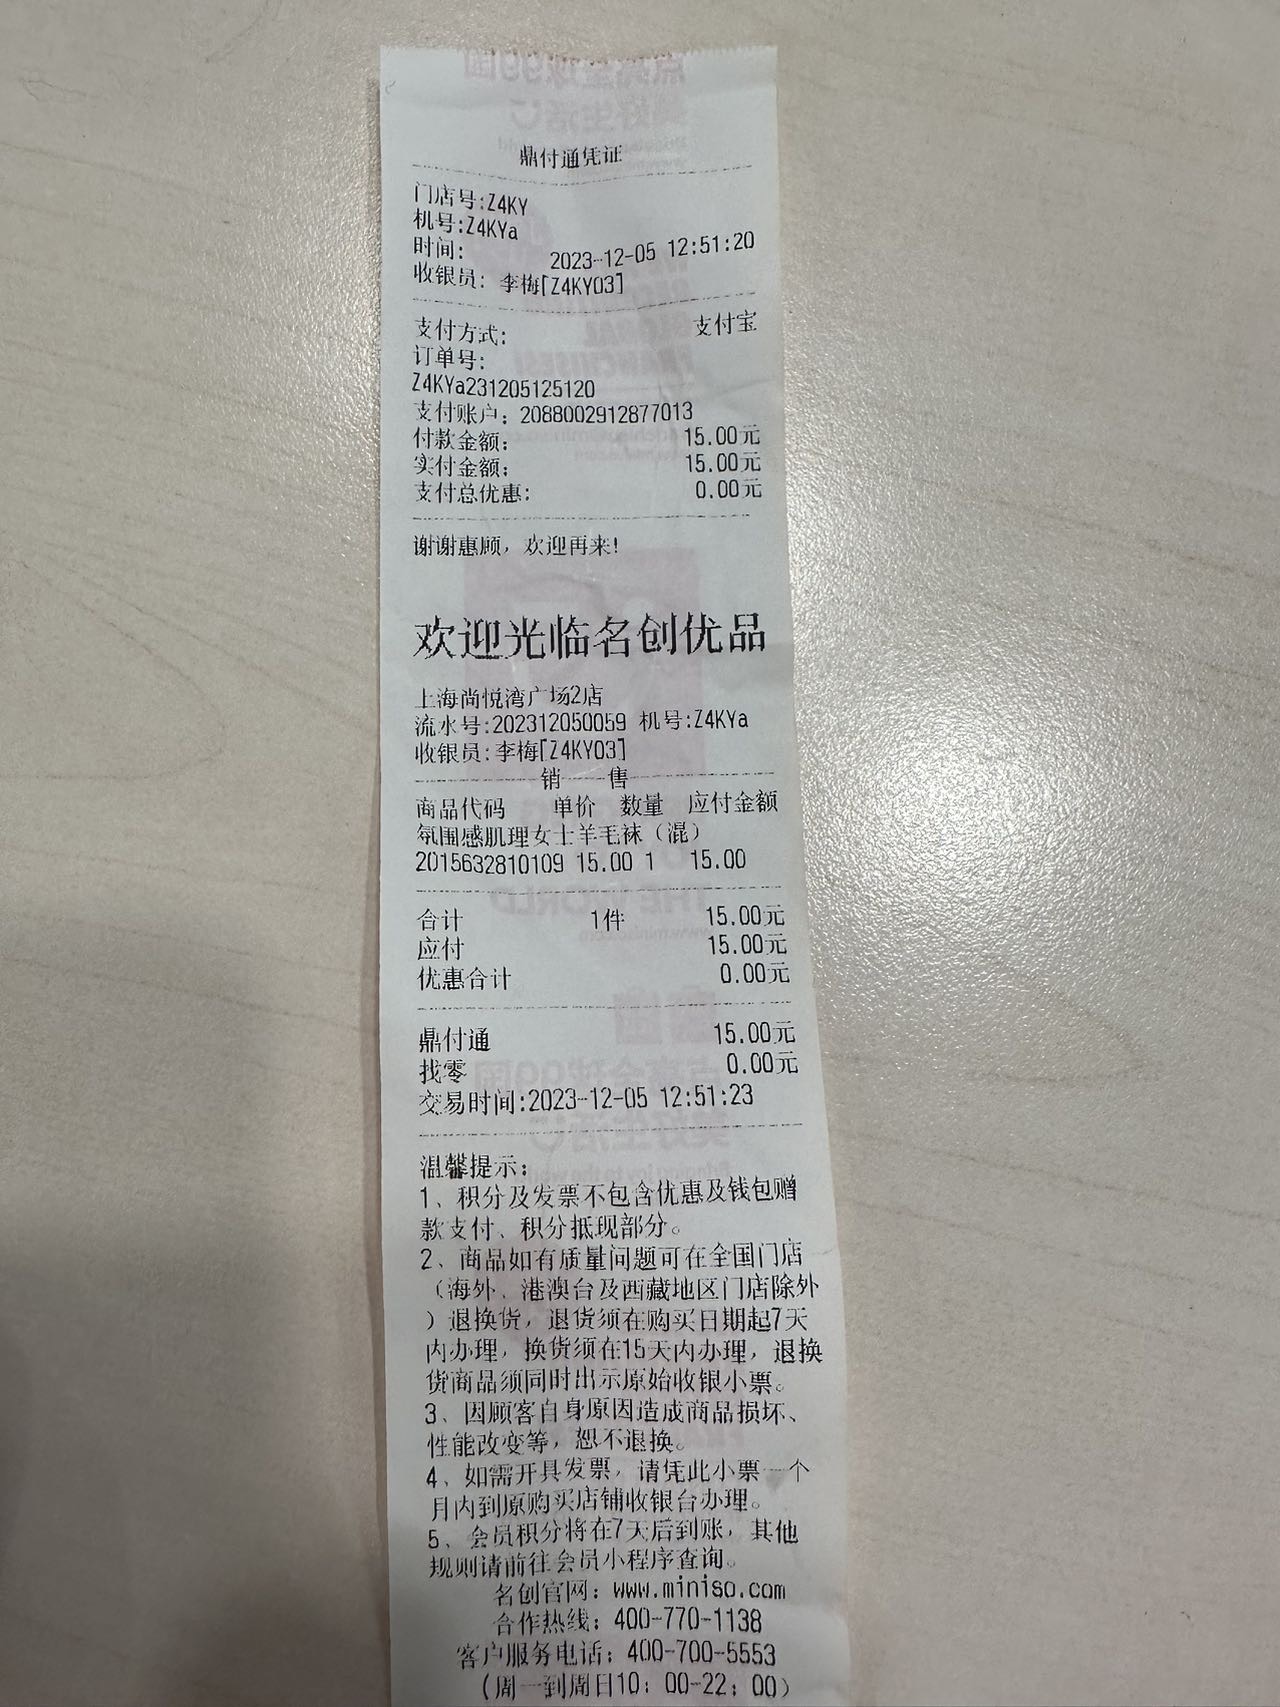 鼎付通凭证
门店号:Z4KY
机号:Z4KYa
时间: 2023-12-05 12:51:20
收银员: 李梅[Z4KY03]
支付方式: 支付宝
订单号:
Z4KYa231205125120
支付账户: 2088002912877013
付款金额: 15.00元
实付金额: 15.00元
支付总优惠: 0.00元
谢谢惠顾，欢迎再来!
欢迎光临名创优品
上海尚悦湾广场2店
流水号:202312050059 机号:Z4KYa
收银员:李梅[Z4KY03]
销 售
商品代码 单价 数量 应付金额
氛围感肌理女士羊毛袜（混）
2015632810109 15.00 1 15.00
合计 1件 15.00元
应付 15.00元
优惠合计 0.00元
鼎付通 15.00元
找零 0.00元
交易时间:2023-12-05 12:51:23
温馨提示:
1、积分及发票不包含优惠及钱包赠
款支付、积分抵现部分。
2、商品如有质量问题可在全国门店
（海外、港澳台及西藏地区门店除外
）退换货，退货须在购买日期起7天
内办理，换货须在15天内办理，退换
货商品须同时出示原始收银小票。
3、因顾客自身原因造成商品损坏、
性能改变等，恕不退换。
4、如需开具发票，请凭此小票一个
月内到原购买店铺收银台办理。
5、会员积分将在7天后到账，其他
规则请前往会员小程序查询。
名创官网: www.miniso.com
合作热线: 400-770-1138
客户服务电话: 400-700-5553
(周一到周日10: 00-22: 00)